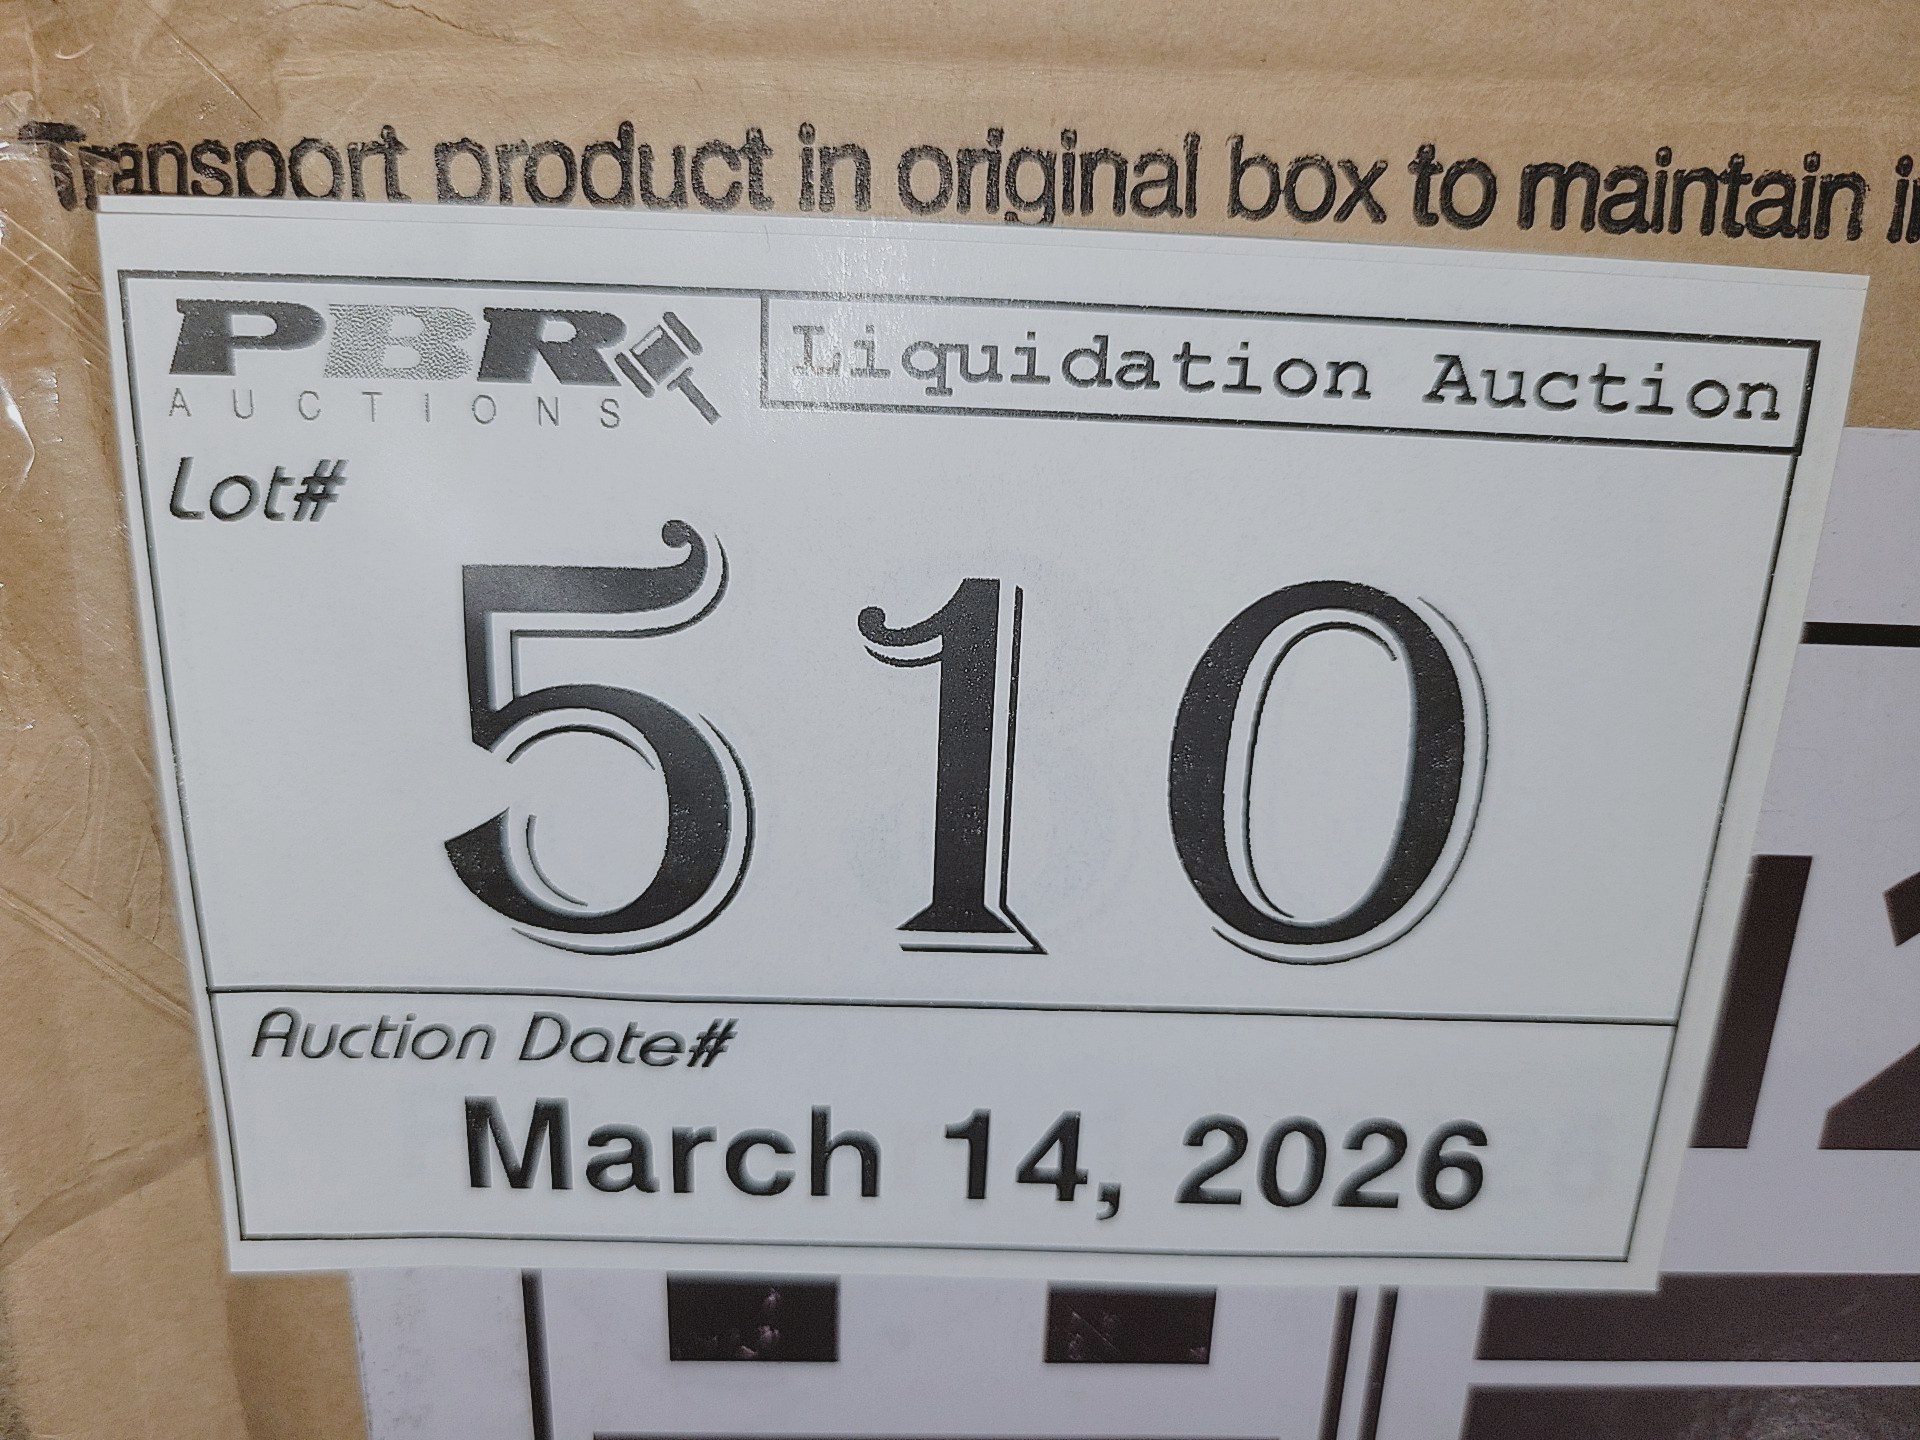 Transport product in original box to maintain
PBR
AUCTIONS
Liquidation Auction
Lot#
510
Auction Date#
March 14, 2026